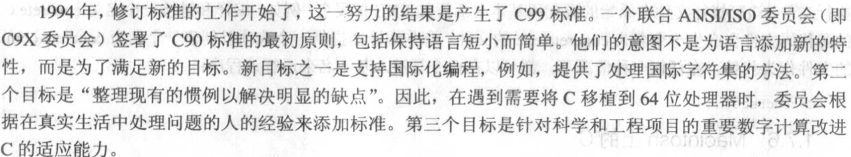 1994 年，修订标准的工作开始了，这一努力的结果是产生了 C99 标准。一个联合 ANSI/ISO 委员会（即
C9X 委员会）签署了 C90 标准的最初原则，包括保持语言短小而简单。他们的意图不是为语言添加新的特
性，而是为了满足新的目标。新目标之一是支持国际化编程，例如，提供了处理国际字符集的方法。第二
个目标是“整理现有的惯例以解决明显的缺点”。因此，在遇到需要将 C 移植到 64 位处理器时，委员会根
据在真实生活中处理问题的人的经验来添加标准。第三个目标是针对科学和工程项目的重要数字计算改进
C 的适应能力。